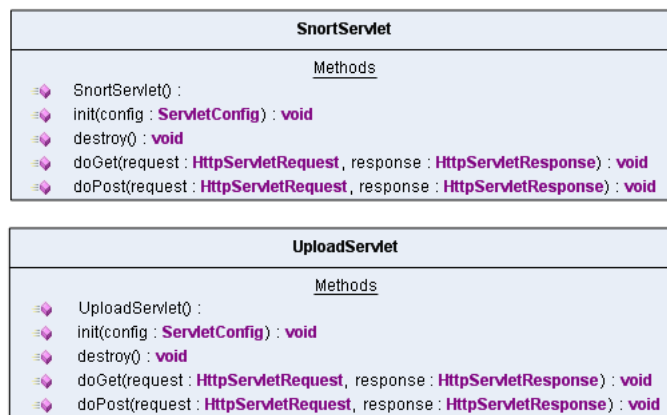 SnortServlet
Methods
SnortServlet() :
init(config : ServletConfig) : void
destroy() : void
doGet(request : HttpServletRequest, response : HttpServletResponse) : void
doPost(request : HttpServletRequest, response : HttpServletResponse) : void
UploadServlet
Methods
UploadServlet() :
init(config : ServletConfig) : void
destroy() : void
doGet(request : HttpServletRequest, response : HttpServletResponse) : void
doPost(request : HttpServletRequest, response : HttpServletResponse) : void